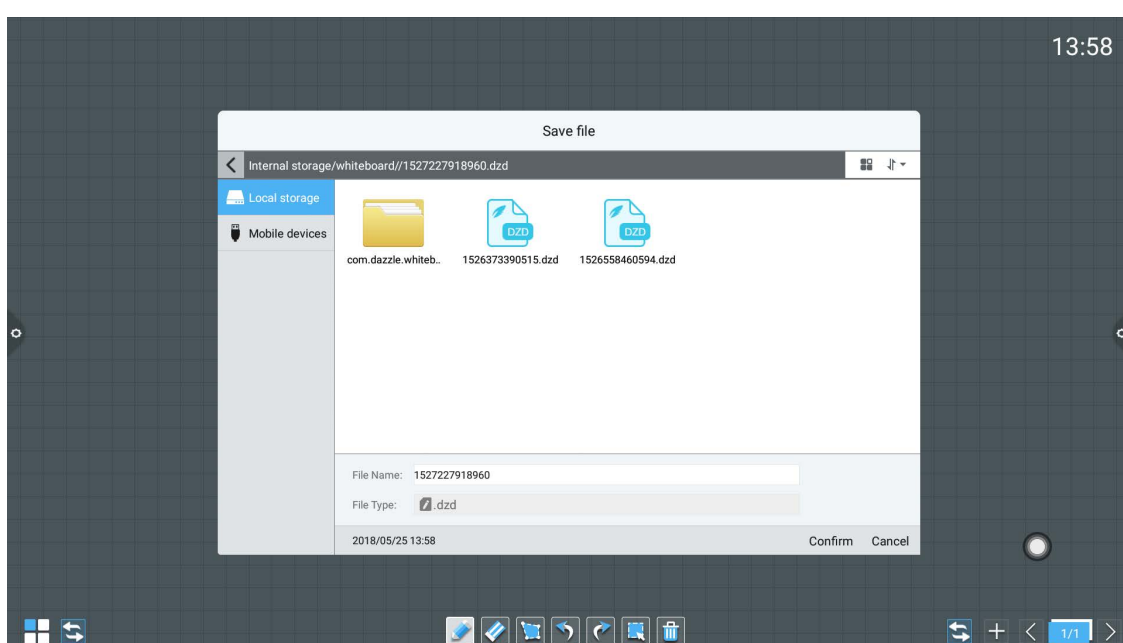 13:58
Save file
Internal storage/whiteboard//1527227918960.dzd
Local storage
Mobile devices
DZD
DZD
com.dazzle.whiteb..
1526373390515.dzd
1526558460594.dzd
File Name: 1527227918960
File Type: .dzd
2018/05/25 13:58
Confirm
Cancel
1/1